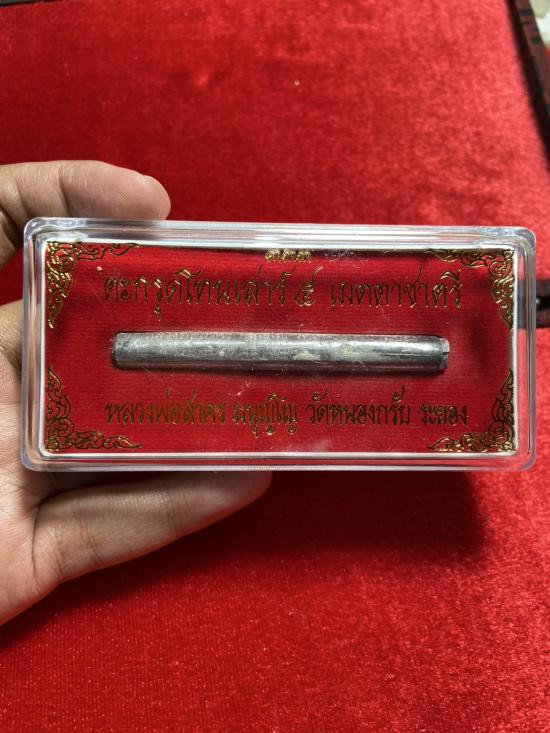 ตะกรุดโทนเสาร์ ๕ เมตตาชาตรี
หลวงพ่อสาคร มนุญฺโญ วัดหนองกรับ ระยอง